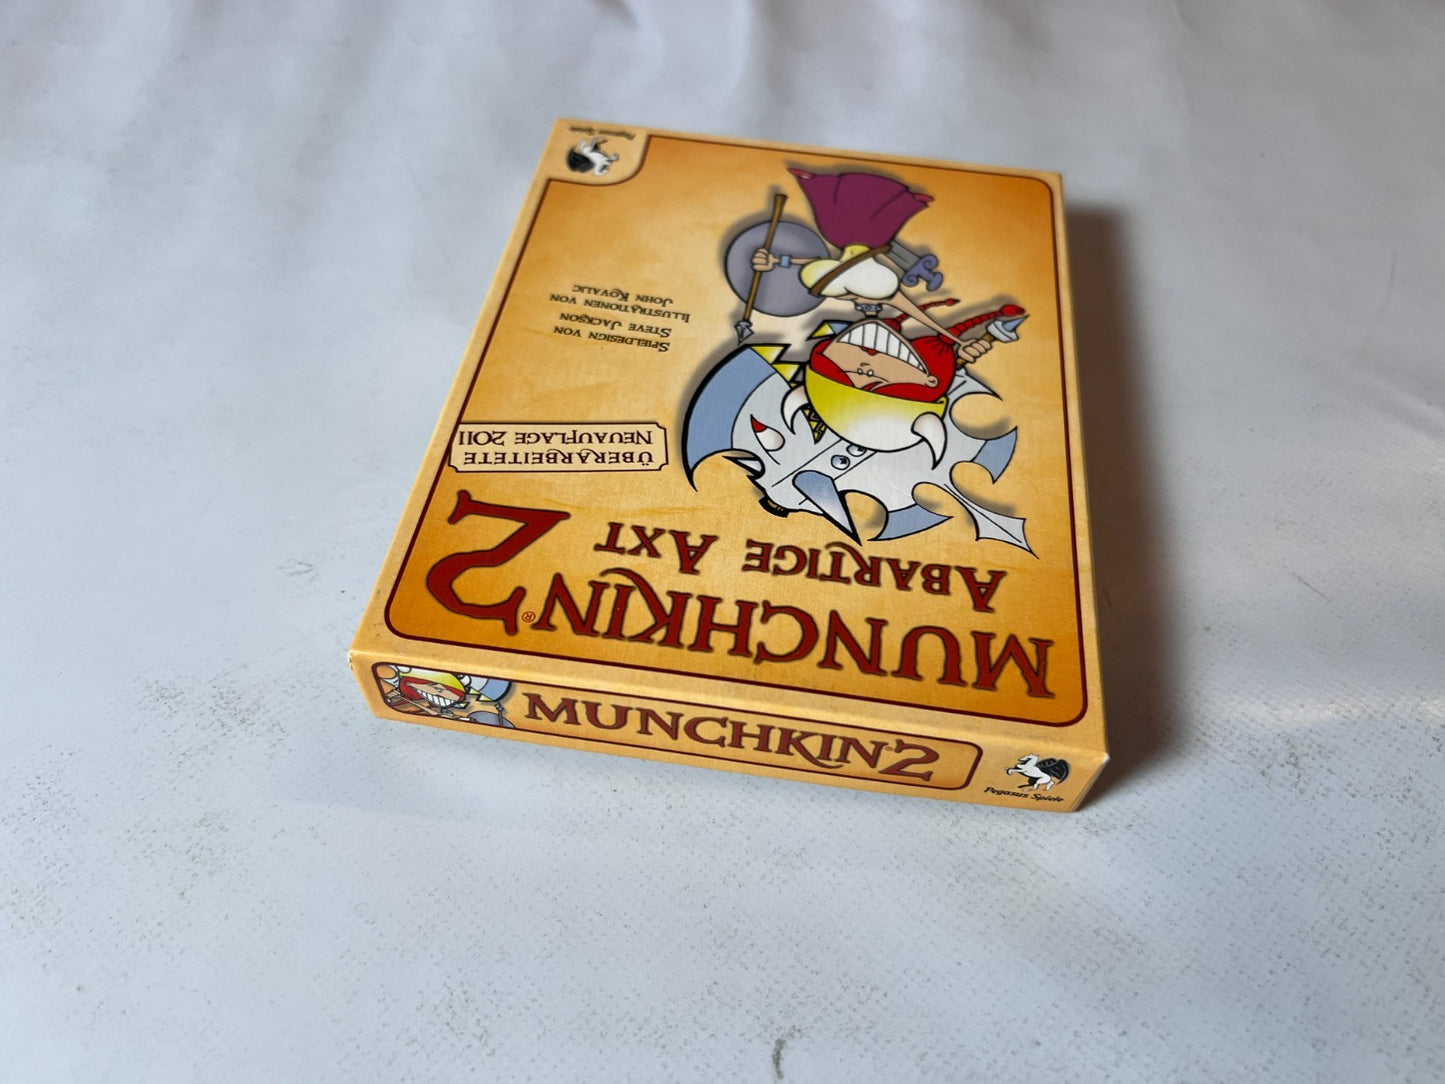 MUNCHKIN® 2
ABARTIGE AXT
ÜBERARBEITETE
NEUAUFLAGE 2011
SPIELDESIGN VON
STEVE JACKSON
ILLUSTRATIONEN VON
JOHN KOVALIC
Pegasus Spiele
MUNCHKIN 2
Pegasus Spiele